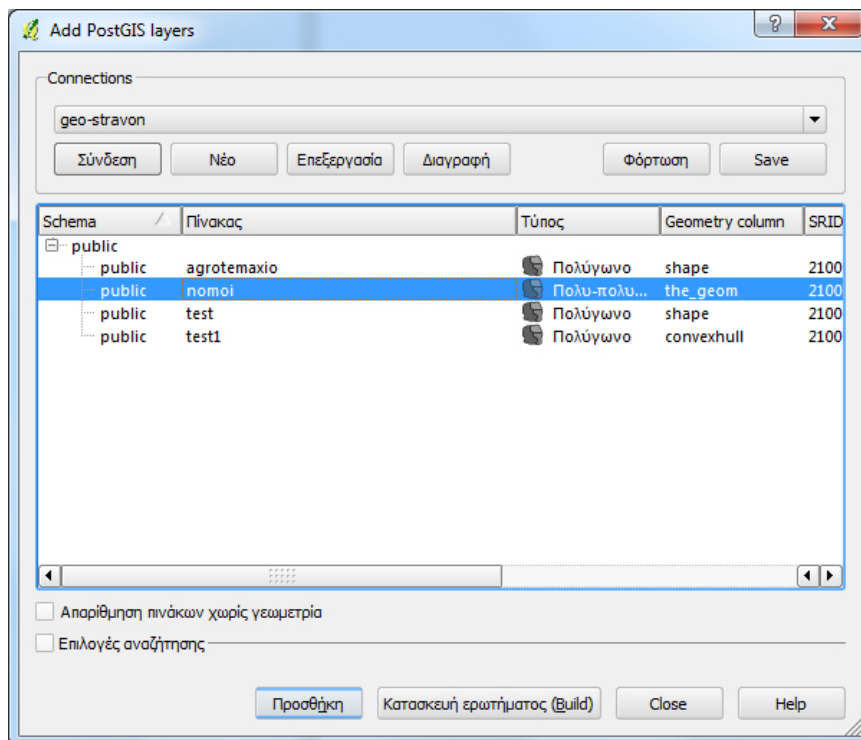 Add PostGIS layers
Connections
geo-stravon
Σύνδεση Νέο Επεξεργασία Διαγραφή Φόρτωση Save
Schema Πίνακας Τύπος Geometry column SRID
public
public agrotemaxio Πολύγωνο shape 2100
public nomoi Πολυ-πολυ... the_geom 2100
public test Πολύγωνο shape 2100
public test1 Πολύγωνο convexhull 2100
Απαρίθμηση πινάκων χωρίς γεωμετρία
Επιλογές αναζήτησης
Προσθήκη Κατασκευή ερωτήματος (Build) Close Help